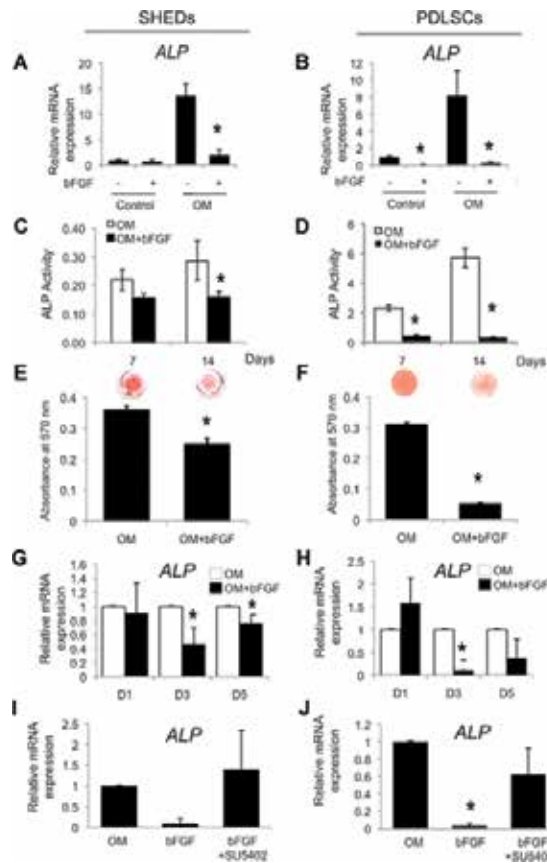 SHEDs PDLSCs
A ALP
Relative mRNA expression
20
15
10
5
0
bFGF - + - +
Control OM
B ALP
Relative mRNA expression
10
8
6
4
2
0
bFGF - + - +
Control OM
* * *
C OM
OM+bFGF
ALP Activity
0.40
0.30
0.20
0.10
0.00
*
7 14 Days
D OM
OM+bFGF
ALP Activity
8
6
4
2
0
* *
7 14 Days
E
Absorbance at 570 nm
0.4
0.3
0.2
0.1
0
*
OM OM+bFGF
F
Absorbance at 570 nm
0.4
0.3
0.2
0.1
0
*
OM OM+bFGF
G ALP OM
OM+bFGF
Relative mRNA expression
1.6
1.4
1.2
1
0.8
0.6
0.4
0.2
0
* *
D1 D3 D5
H ALP OM
OM+bFGF
Relative mRNA expression
2.5
2
1.5
1
0.5
0
*
D1 D3 D5
I ALP
Relative mRNA expression
2.5
2
1.5
1
0.5
0
OM bFGF bFGF
+SU5402
J ALP
Relative mRNA expression
1.2
1
0.8
0.6
0.4
0.2
0
*
OM bFGF bFGF
+SU5402